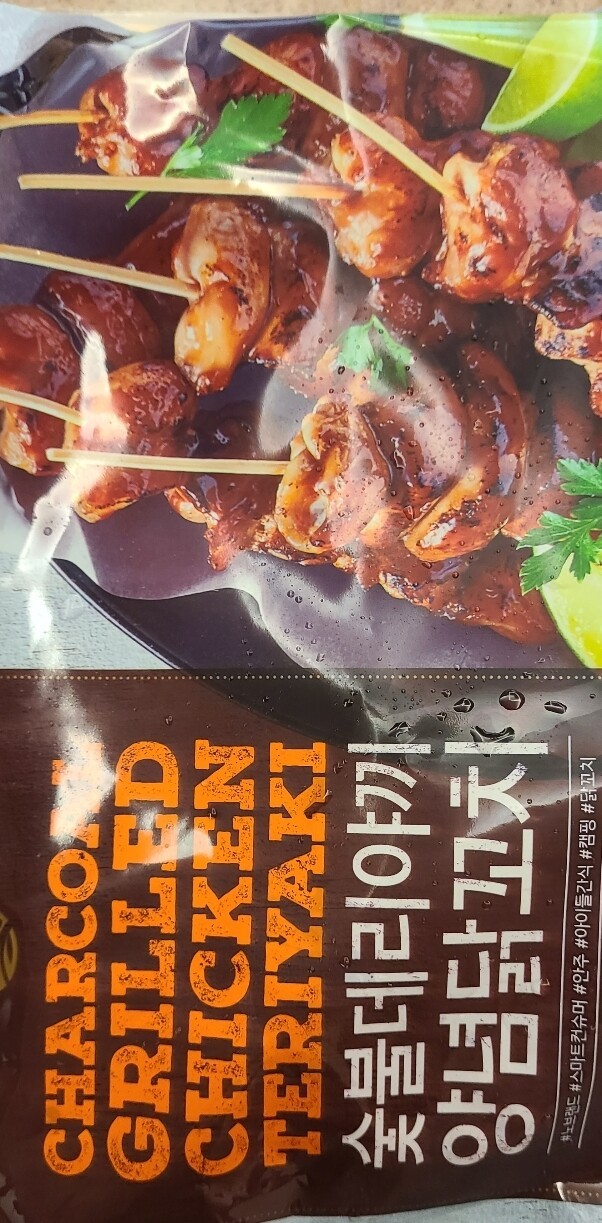 CHARCOAL
GRILLED
CHICKEN
TERIYAKI
숯불데리야끼
양념닭꼬치
#노브랜드 #스마트컨슈머 #안주 #아이들간식 #캠핑 #닭꼬치